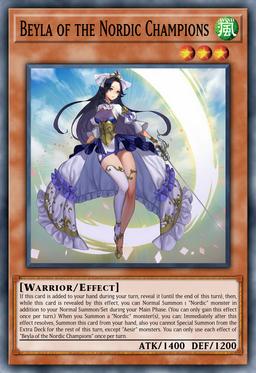 BEYLA OF THE NORDIC CHAMPIONS
風
[WARRIOR/EFFECT]
If this card is added to your hand during your turn, reveal it (until the end of this turn), then,
while this card is revealed by this effect, you can Normal Summon 1 "Nordic" monster in
addition to your Normal Summon/Set during your Main Phase. (You can only gain this effect
once per turn.) When you Summon a "Nordic" monster(s), you can: Immediately after this
effect resolves, Summon this card from your hand, also you cannot Special Summon from the
Extra Deck for the rest of this turn, except "Aesir" monsters. You can only use each effect of
"Beyla of the Nordic Champions" once per turn.
ATK/1400 DEF/1200